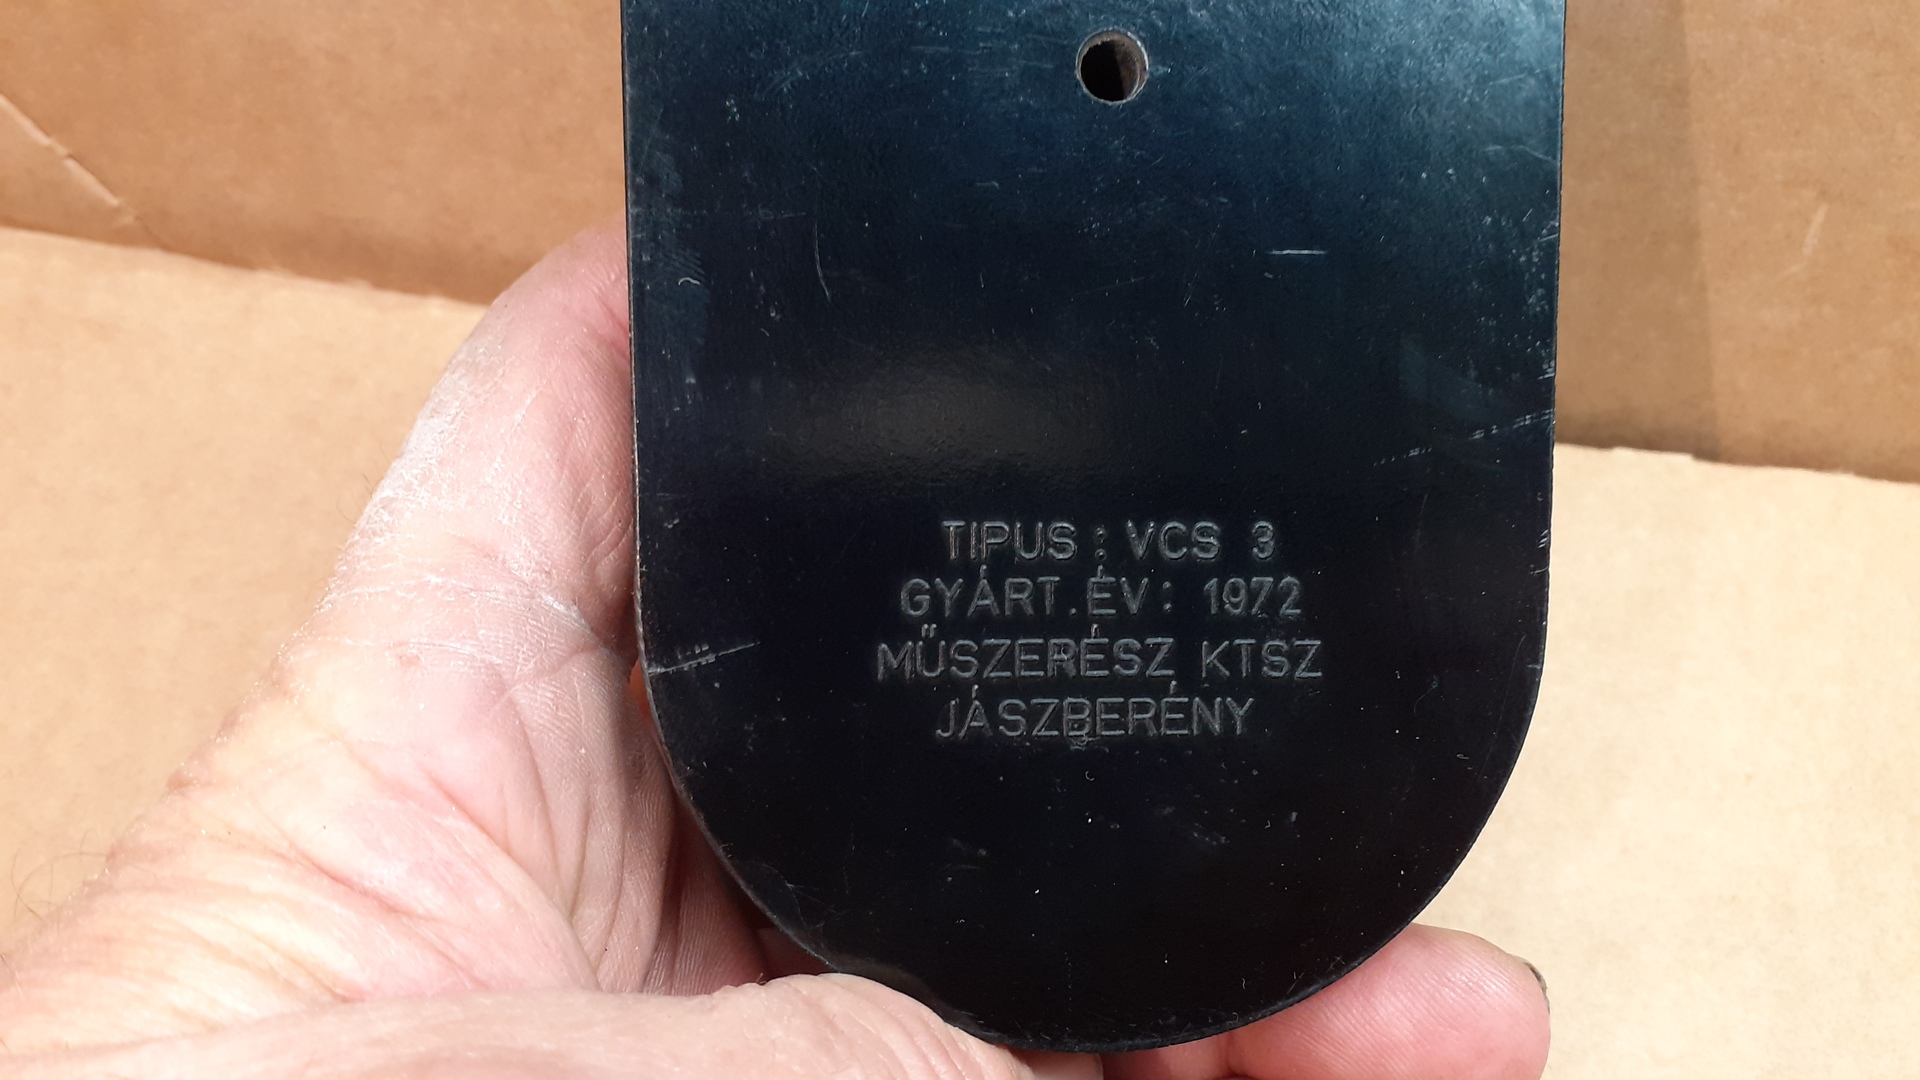 TIPUS : VCS 3
GYÁRT. ÉV: 1972
MŰSZERÉSZ KTSZ
JÁSZBERÉNY